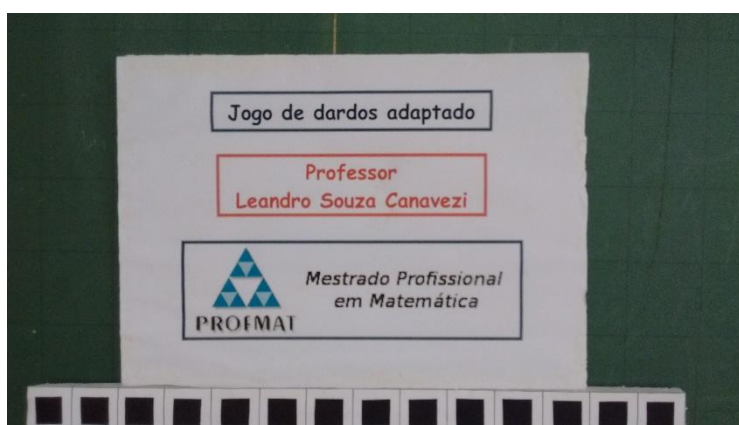 Jogo de dardos adaptado
Professor
Leandro Souza Canavezi
Mestrado Profissional
em Matemática
PROFMAT